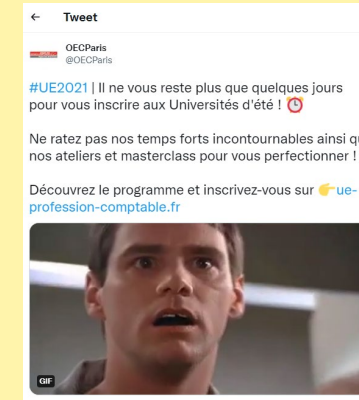 ← Tweet
OECParis
@OECParis
#UE2021 | Il ne vous reste plus que quelques jours
pour vous inscrire aux Universités d'été ! ⏰
Ne ratez pas nos temps forts incontournables ainsi qu
nos ateliers et masterclass pour vous perfectionner !
Découvrez le programme et inscrivez-vous sur 👉ue-
profession-comptable.fr
GIF